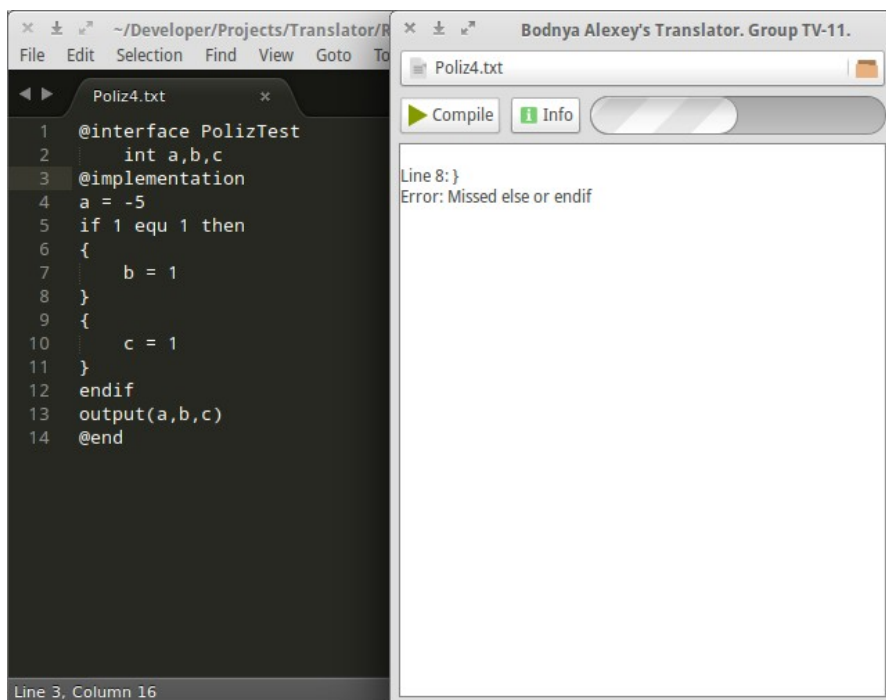 ~/Developer/Projects/Translator/R
File Edit Selection Find View Goto To
Poliz4.txt
1 @interface PolizTest
2 int a,b,c
3 @implementation
4 a = -5
5 if 1 equ 1 then
6 {
7 b = 1
8 }
9 {
10 c = 1
11 }
12 endif
13 output(a,b,c)
14 @end
Line 3, Column 16
Bodnya Alexey's Translator. Group TV-11.
Poliz4.txt
Compile Info
Line 8: }
Error: Missed else or endif